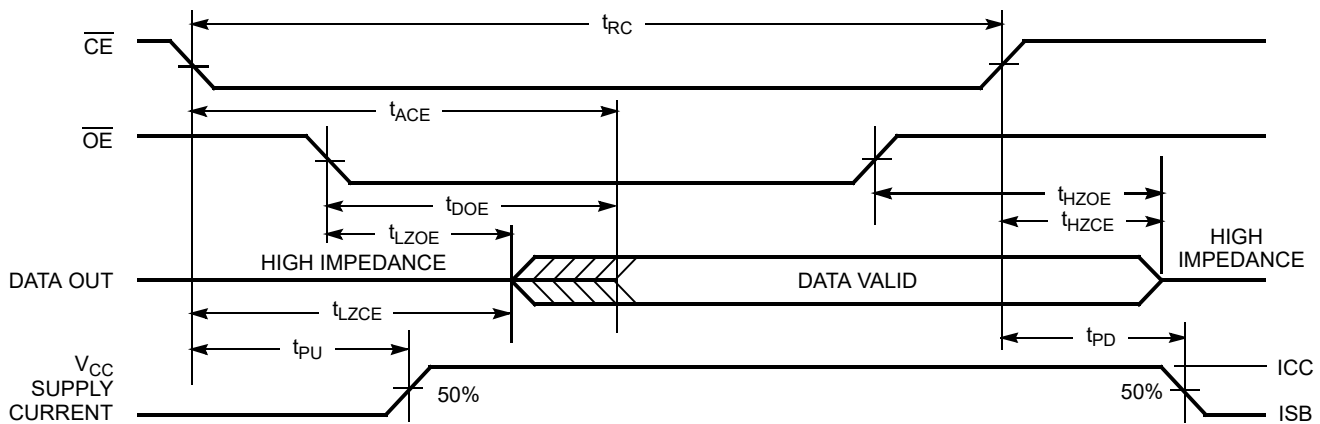 tRC
CE
tACE
OE
tHZOE
tDOE
tHZCE
tLZOE
HIGH
IMPEDANCE
HIGH IMPEDANCE
DATA OUT
DATA VALID
tLZCE
tPU
tPD
VCC
SUPPLY
CURRENT
50%
50%
ICC
ISB